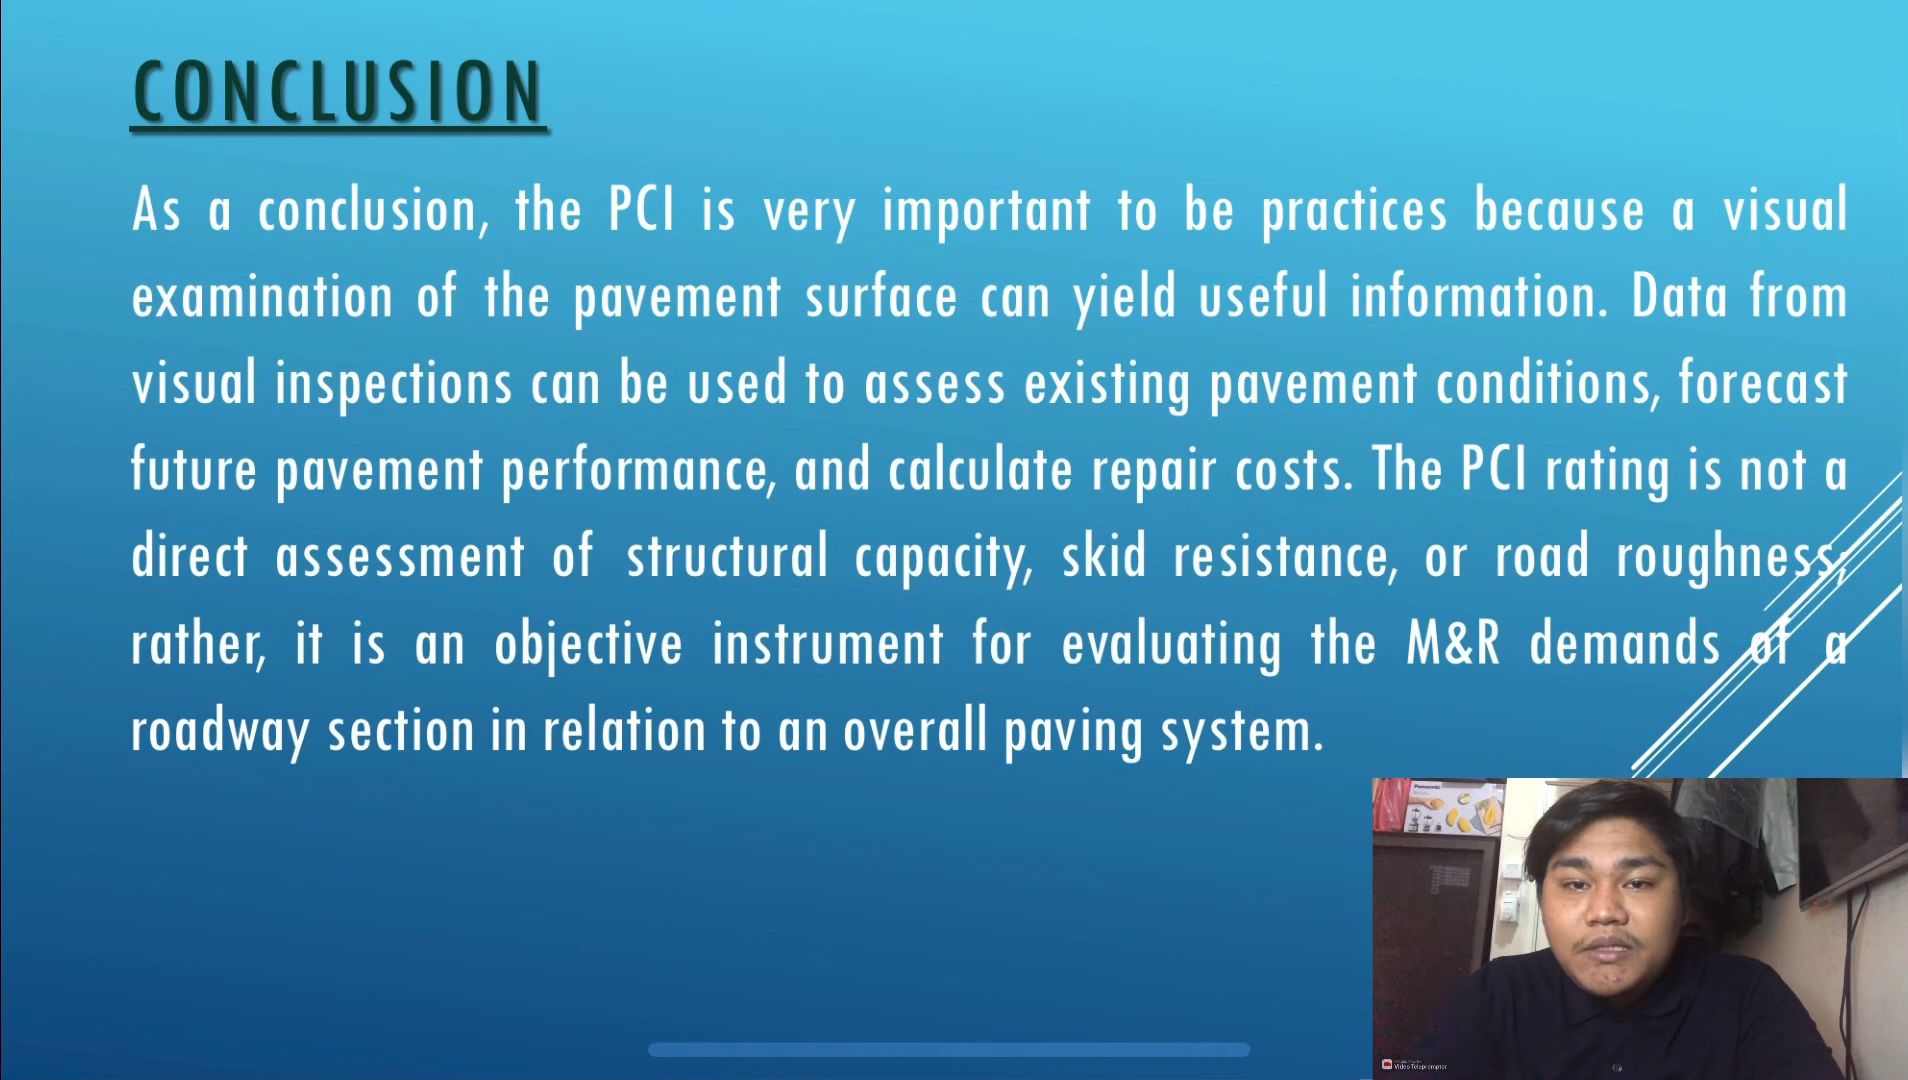 CONCLUSION
As a conclusion, the PCI is very important to be practices because a visual
examination of the pavement surface can yield useful information. Data from
visual inspections can be used to assess existing pavement conditions, forecast
future pavement performance, and calculate repair costs. The PCI rating is not a
direct assessment of structural capacity, skid resistance, or road roughness;
rather, it is an objective instrument for evaluating the M&R demands of a
roadway section in relation to an overall paving system.
Panasonic
Video Teleprompter